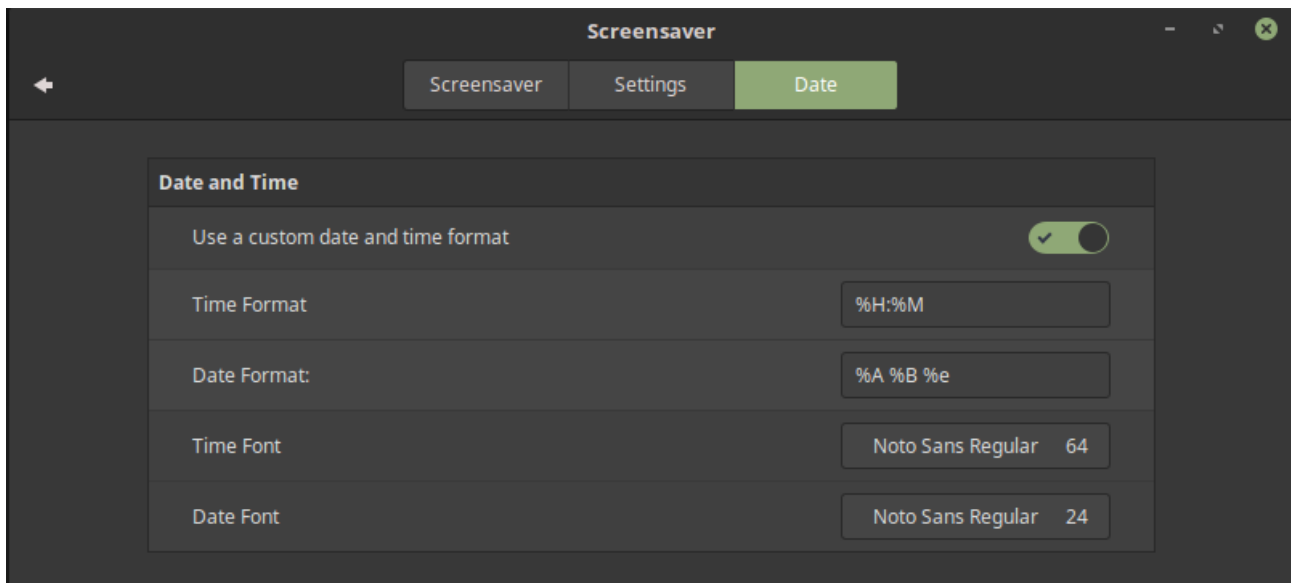 Screensaver
Screensaver Settings Date
Date and Time
Use a custom date and time format
Time Format %H:%M
Date Format: %A %B %e
Time Font Noto Sans Regular 64
Date Font Noto Sans Regular 24